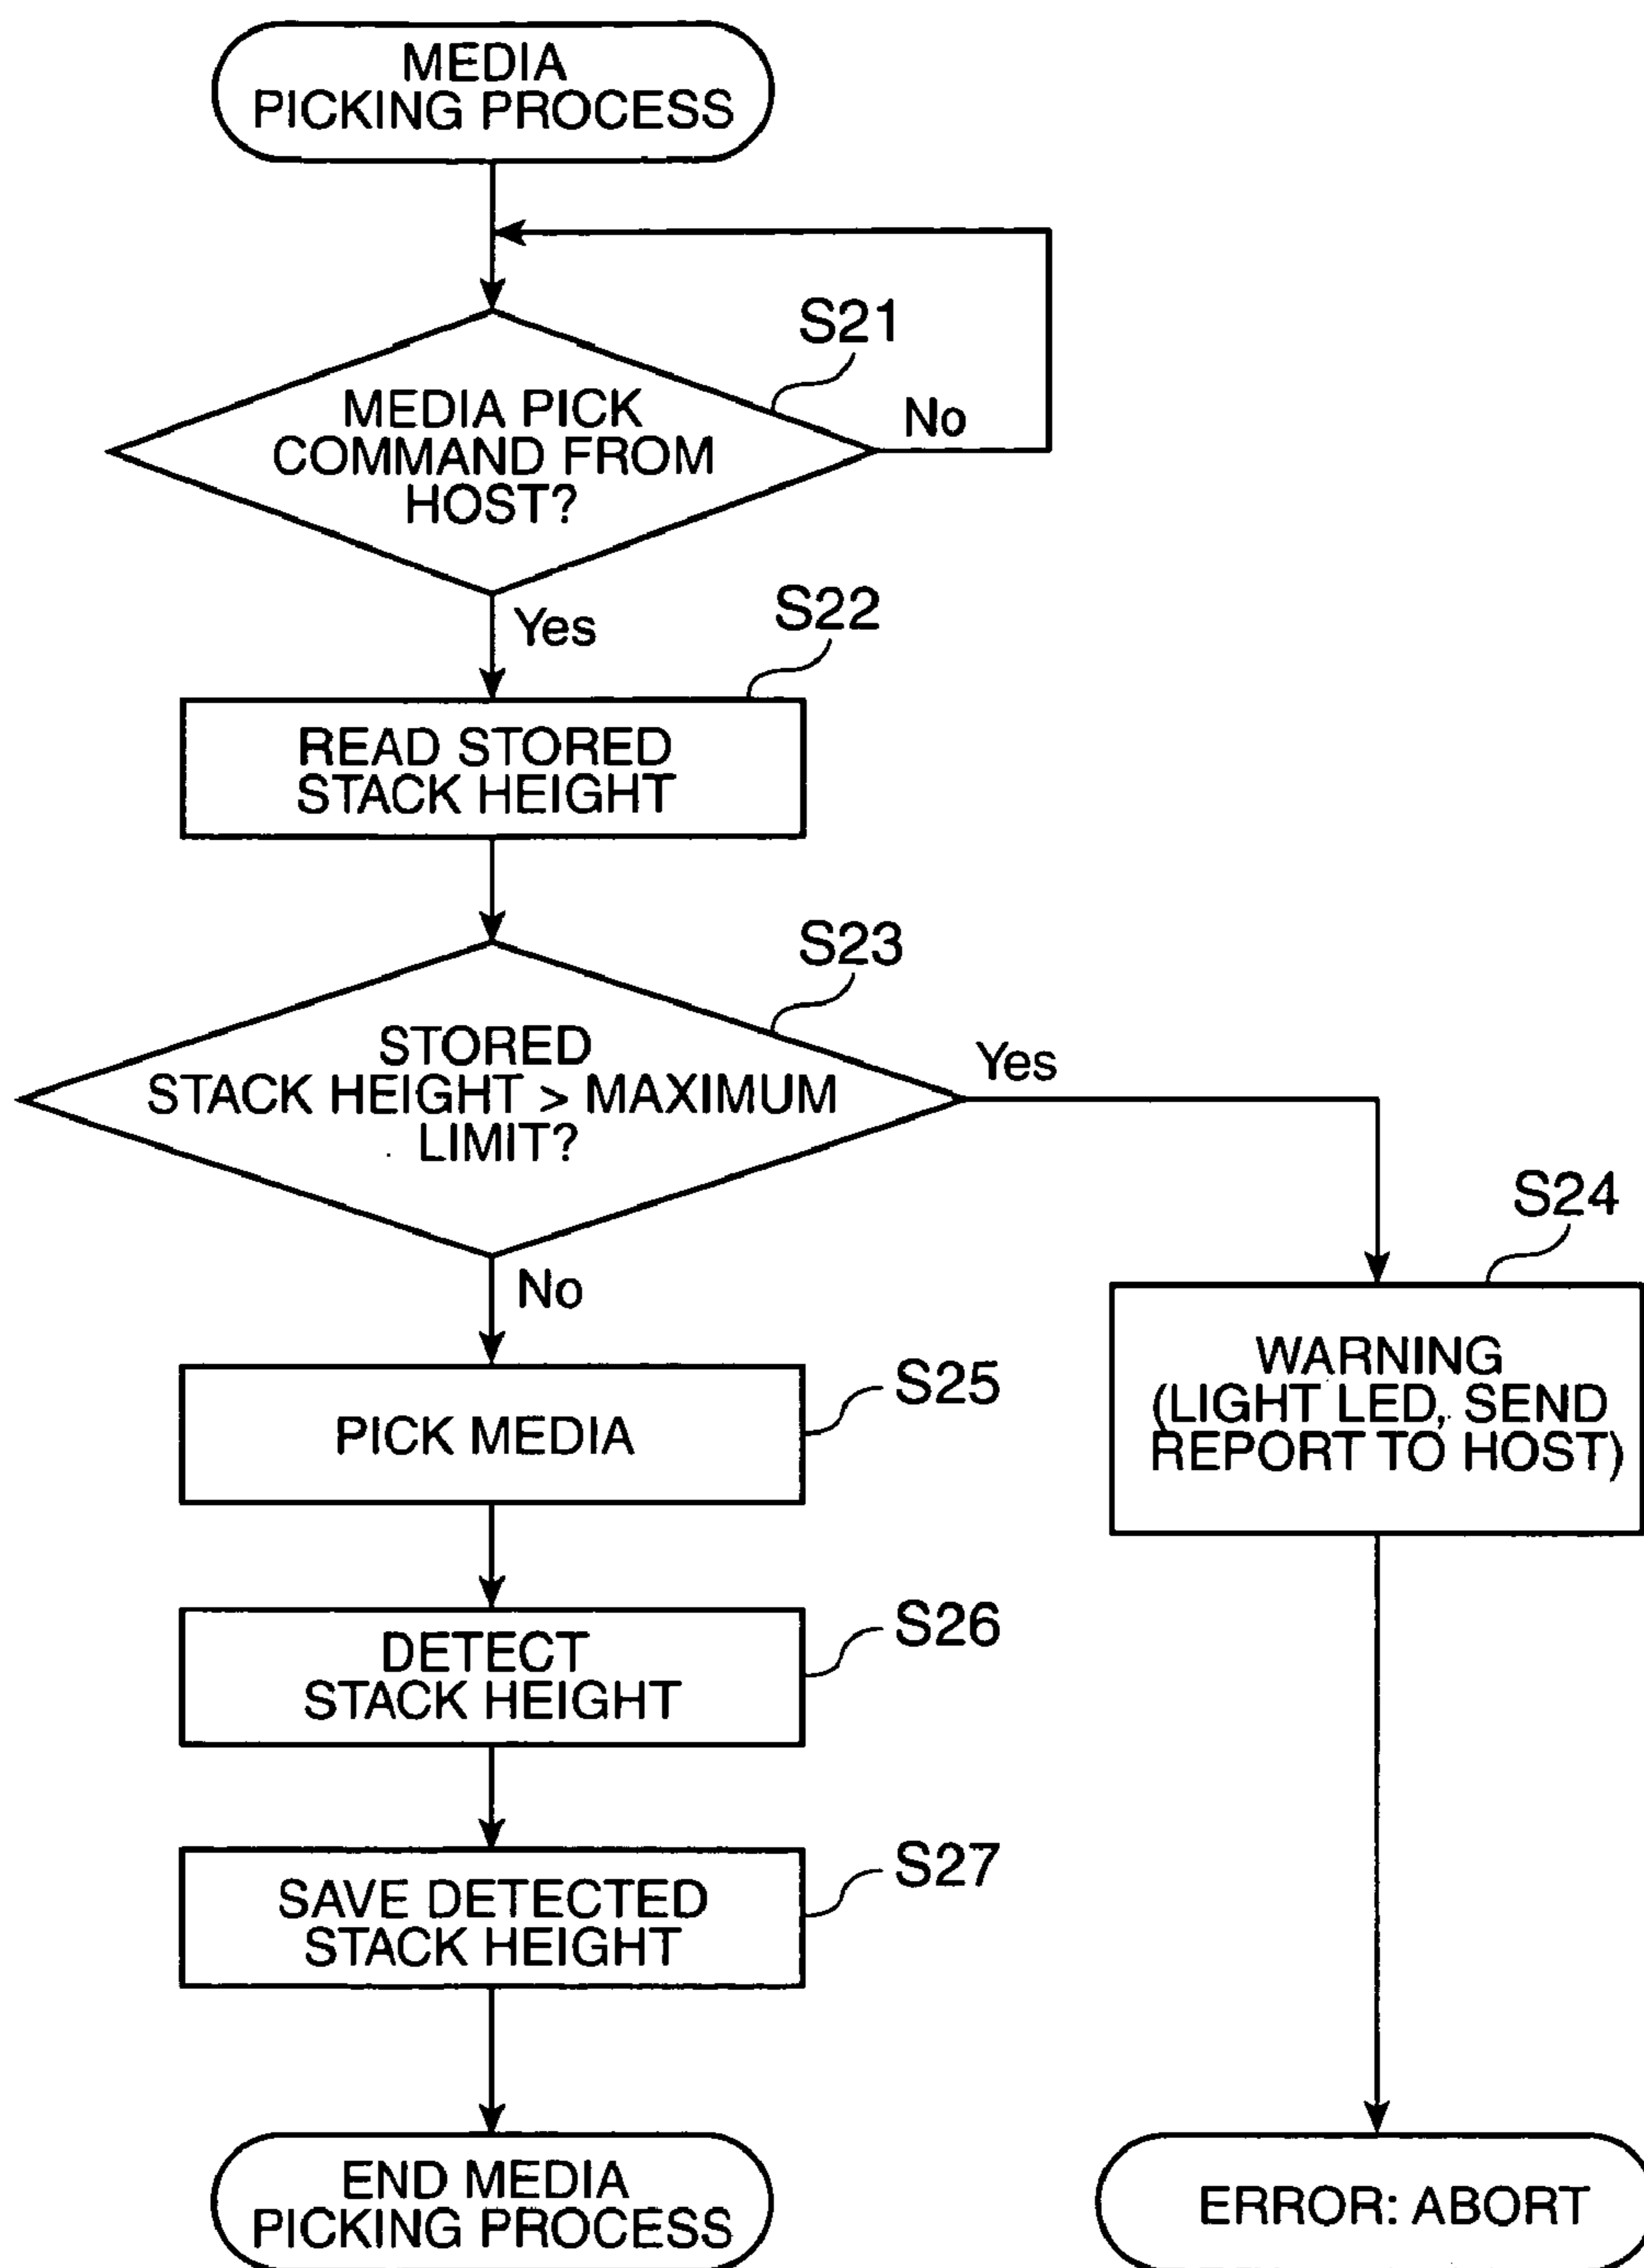 MEDIA
PICKING PROCESS
S21
MEDIA PICK
COMMAND FROM
HOST?
No
Yes
S22
READ STORED
STACK HEIGHT
S23
STORED
STACK HEIGHT > MAXIMUM
LIMIT?
Yes
No
S24
WARNING
(LIGHT LED, SEND
REPORT TO HOST)
S25
PICK MEDIA
S26
DETECT
STACK HEIGHT
S27
SAVE DETECTED
STACK HEIGHT
END MEDIA
PICKING PROCESS
ERROR: ABORT